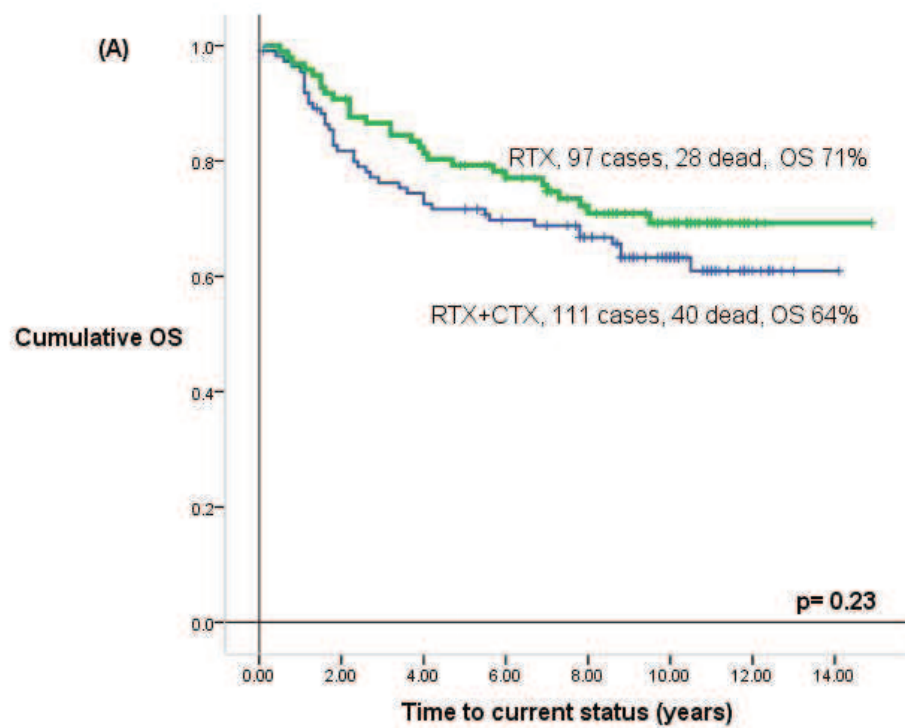 (A)
1.0
RTX, 97 cases, 28 dead, OS 71%
0.8
0.6
RTX+CTX, 111 cases, 40 dead, OS 64%
Cumulative OS
0.4
0.2
p= 0.23
0.0
0.00 2.00 4.00 6.00 8.00 10.00 12.00 14.00
Time to current status (years)